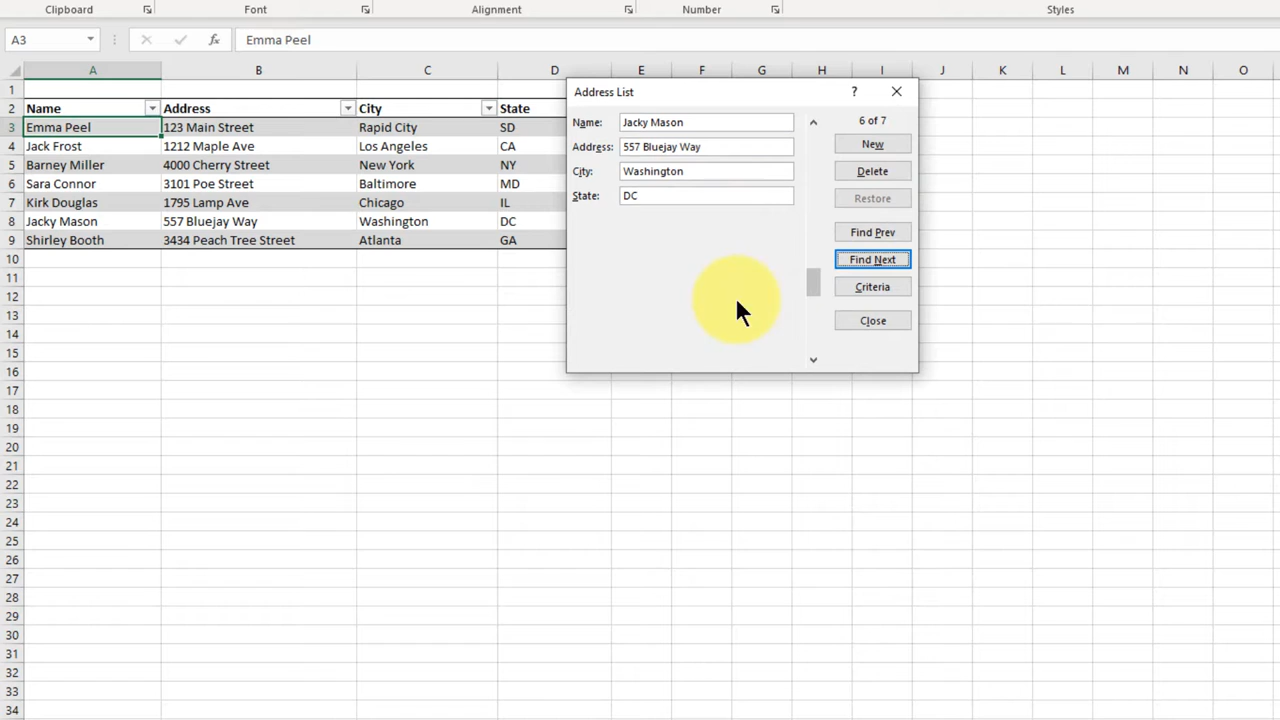 Clipboard Font Alignment Number Styles
A3 fx Emma Peel
A B C D E F G H I J K L M N O
1
2 Name Address City State
3 Emma Peel 123 Main Street Rapid City SD
4 Jack Frost 1212 Maple Ave Los Angeles CA
5 Barney Miller 4000 Cherry Street New York NY
6 Sara Connor 3101 Poe Street Baltimore MD
7 Kirk Douglas 1795 Lamp Ave Chicago IL
8 Jacky Mason 557 Bluejay Way Washington DC
9 Shirley Booth 3434 Peach Tree Street Atlanta GA
10
11
12
13
14
15
16
17
18
19
20
21
22
23
24
25
26
27
28
29
30
31
32
33
34
Address List ?
Name: Jacky Mason
Address: 557 Bluejay Way
City: Washington
State: DC
6 of 7
New
Delete
Restore
Find Prev
Find Next
Criteria
Close